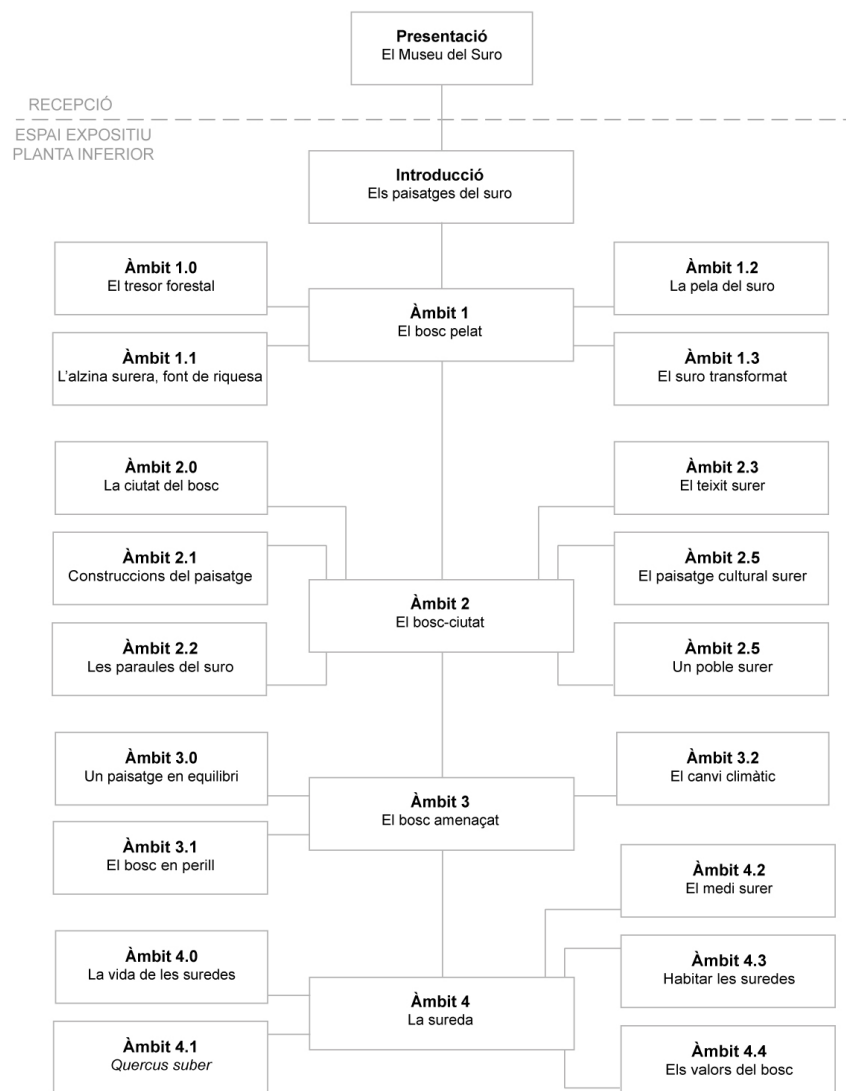 Presentació
El Museu del Suro
RECEPCIÓ
ESPAI EXPOSITIU
PLANTA INFERIOR
Introducció
Els paisatges del suro
Àmbit 1.0
El tresor forestal
Àmbit 1.2
La pela del suro
Àmbit 1
El bosc pelat
Àmbit 1.1
L'alzina surera, font de riquesa
Àmbit 1.3
El suro transformat
Àmbit 2.0
La ciutat del bosc
Àmbit 2.3
El teixit surer
Àmbit 2.1
Construccions del paisatge
Àmbit 2.5
El paisatge cultural surer
Àmbit 2
El bosc-ciutat
Àmbit 2.2
Les paraules del suro
Àmbit 2.5
Un poble surer
Àmbit 3.0
Un paisatge en equilibri
Àmbit 3.2
El canvi climàtic
Àmbit 3
El bosc amenaçat
Àmbit 3.1
El bosc en perill
Àmbit 4.2
El medi surer
Àmbit 4.0
La vida de les suredes
Àmbit 4.3
Habitar les suredes
Àmbit 4
La sureda
Àmbit 4.1
Quercus suber
Àmbit 4.4
Els valors del bosc